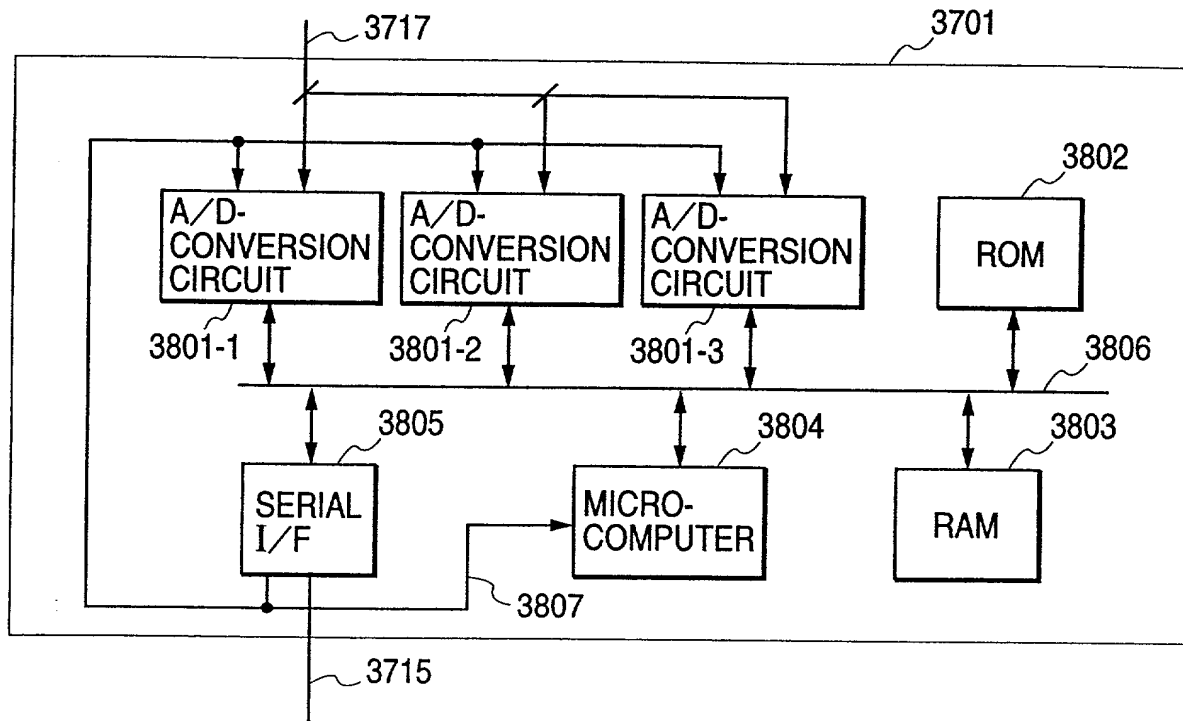 3717
3701
A/D-
CONVERSION
CIRCUIT
3801-1
A/D-
CONVERSION
CIRCUIT
3801-2
A/D-
CONVERSION
CIRCUIT
3801-3
3802
ROM
3806
3805
SERIAL
I/F
3804
MICRO-
COMPUTER
3803
RAM
3807
3715